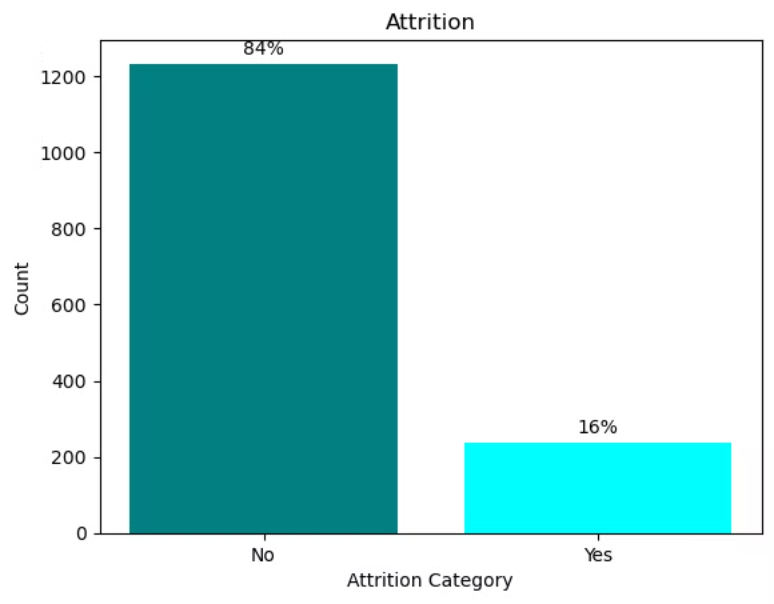 Attrition
84%
1200
1000
800
600
400
200
0
16%
Count
No
Yes
Attrition Category